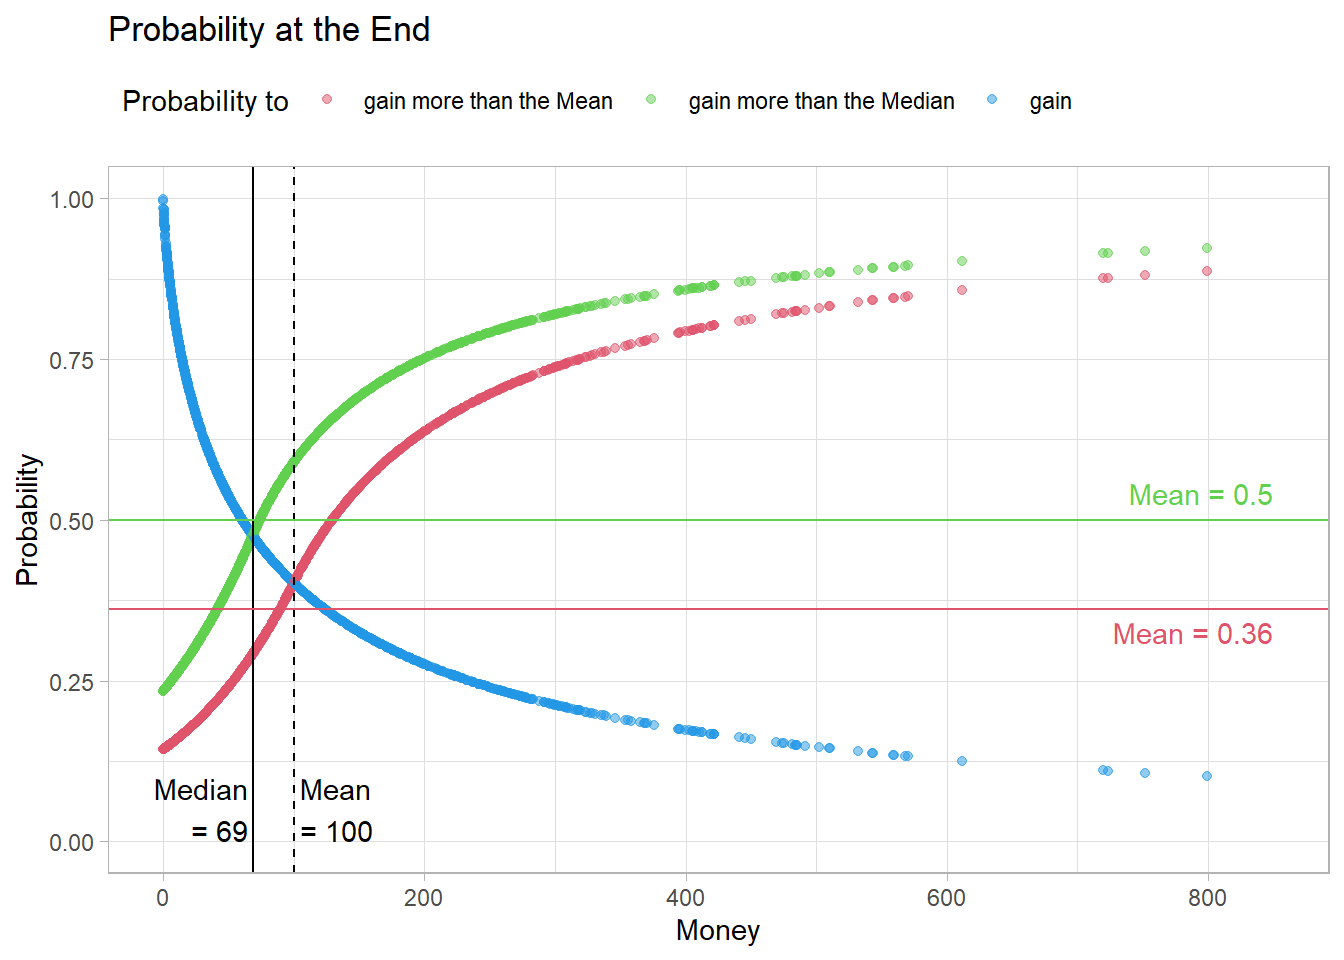 Probability at the End
Probability to gain more than the Mean gain more than the Median gain
1.00
0.75
0.50
0.25
0.00
Probability
Mean = 0.5
Mean = 0.36
Median
= 69
Mean
= 100
0 200 400 600 800
Money